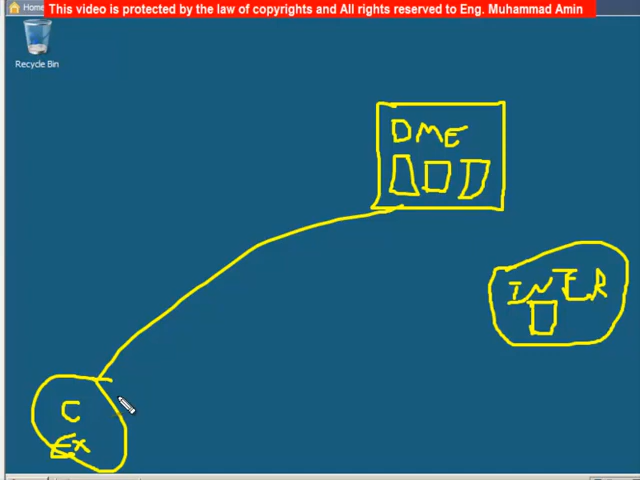 Home
This video is protected by the law of copyrights and All rights reserved to Eng. Muhammad Amin
Recycle Bin
DME
INTER
C
Ex